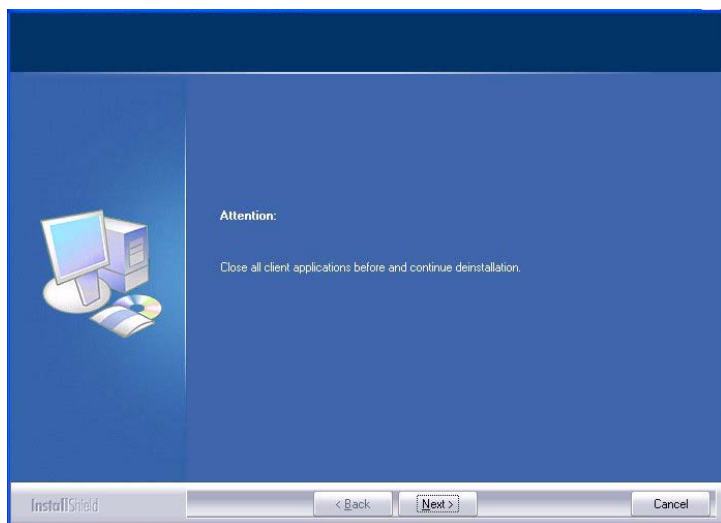 Attention:
Close all client applications before and continue deinstallation.
InstallShield
< Back
Next >
Cancel